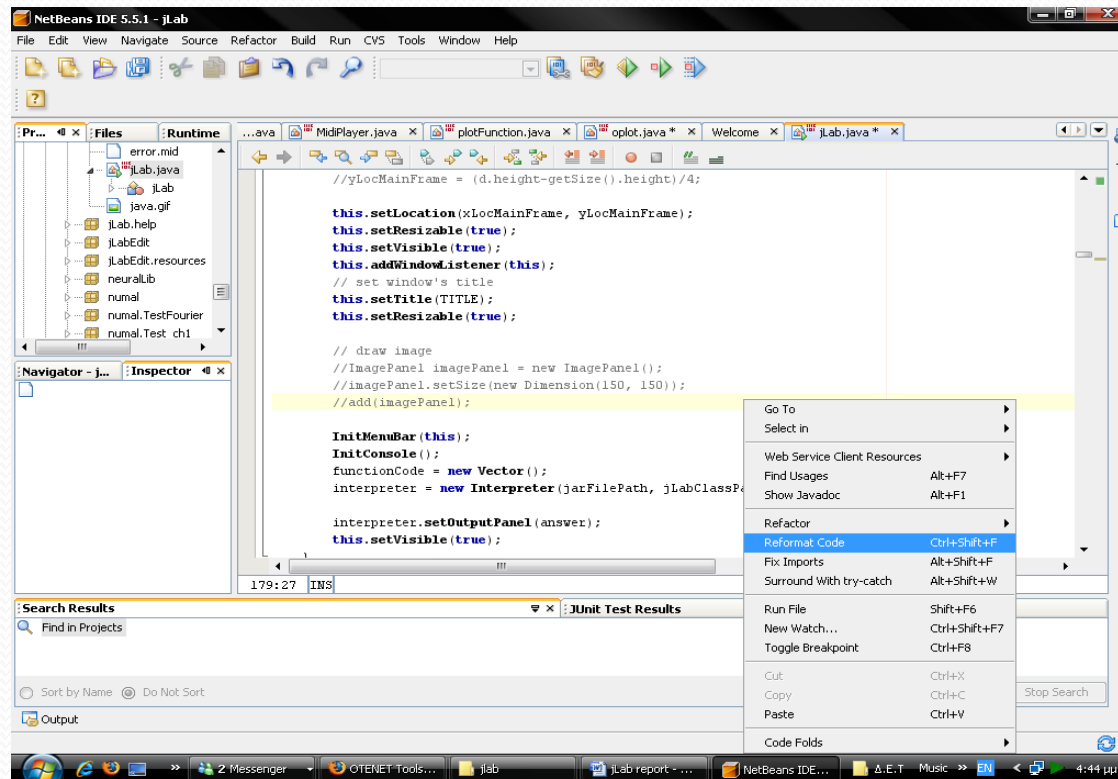 NetBeans IDE 5.5.1 - jLab
File Edit View Navigate Source Refactor Build Run CVS Tools Window Help
Pr... Files Runtime
error.mid
jLab.java
jLab
java.gif
jLab.help
jLabEdit
jLabEdit.resources
neuralLib
numal
numal.TestFourier
numal.Test_ch1
Navigator - j... Inspector
...ava MidiPlayer.java plotFunction.java oplot.java * Welcome jLab.java *
//yLocMainFrame = (d.height-getSize().height)/4;
this.setLocation(xLocMainFrame, yLocMainFrame);
this.setResizable(true);
this.setVisible(true);
this.addWindowListener(this);
// set window's title
this.setTitle(TITLE);
this.setResizable(true);
// draw image
//ImagePanel imagePanel = new ImagePanel();
//imagePanel.setSize(new Dimension(150, 150));
//add(imagePanel);
InitMenuBar(this);
InitConsole();
functionCode = new Vector();
interpreter = new Interpreter(jarFilePath, jLabClassPa
interpreter.setOutputPanel(answer);
this.setVisible(true);
179:27 INS
Go To
Select in
Web Service Client Resources
Find Usages Alt+F7
Show Javadoc Alt+F1
Refactor
Reformat Code Ctrl+Shift+F
Fix Imports Alt+Shift+F
Surround With try-catch Alt+Shift+W
Run File Shift+F6
New Watch... Ctrl+Shift+F7
Toggle Breakpoint Ctrl+F8
Cut Ctrl+X
Copy Ctrl+C
Paste Ctrl+V
Code Folds
Search Results JUnit Test Results
Find in Projects
Sort by Name Do Not Sort Stop Search
Output
2 Messenger OTENET Tools... jlab jLab report - ... NetBeans IDE... Δ.Ε.Τ Music EN 4:44 μμ